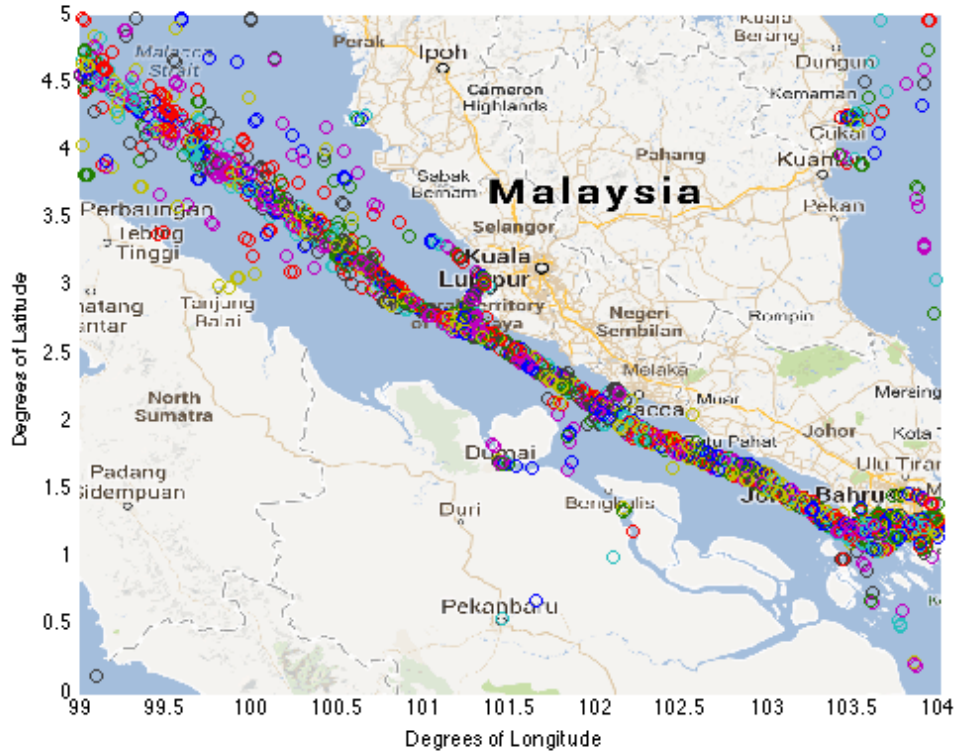 5
4.5
4
3.5
3
2.5
2
1.5
1
0.5
0
Degrees of Latitude
99
99.5
100
100.5
101
101.5
102
102.5
103
103.5
104
Degrees of Longitude
Malacca
Strait
Perak
Ipoh
Cameron
Highlands
Kuala
Berang
Dungun
Kemaman
Cukai
Kuantan
Pahang
Pekan
Sabak
Bernam
Malaysia
Selangor
Kuala
Lumpur
Territory
of
Perbaungan
Tebing
Tinggi
Tanjung
Balai
Negeri
Sembilan
Rompin
Melaka
Muar
Mersing
Johor
Kota
Pahat
Ulu Tiram
Bahru
North
Sumatra
Padang
Sidempuan
Dumai
Duri
Bengkalis
Pekanbaru